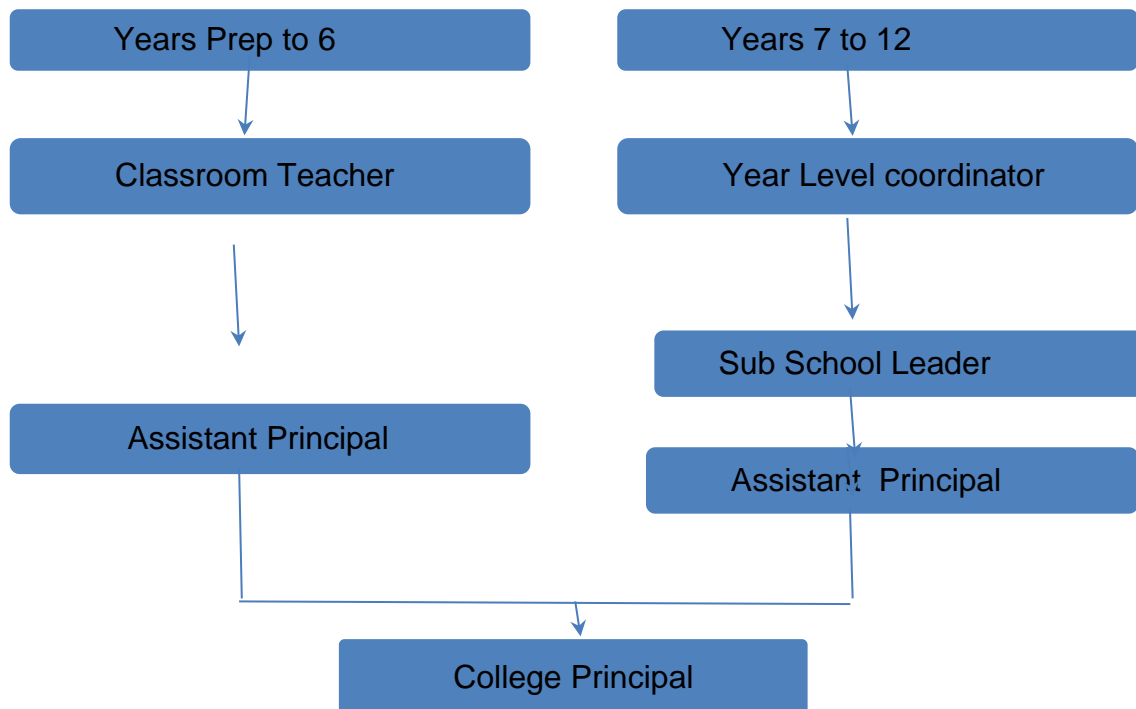 Years Prep to 6
Years 7 to 12
Classroom Teacher
Year Level coordinator
Sub School Leader
Assistant Principal
Assistant  Principal
College Principal